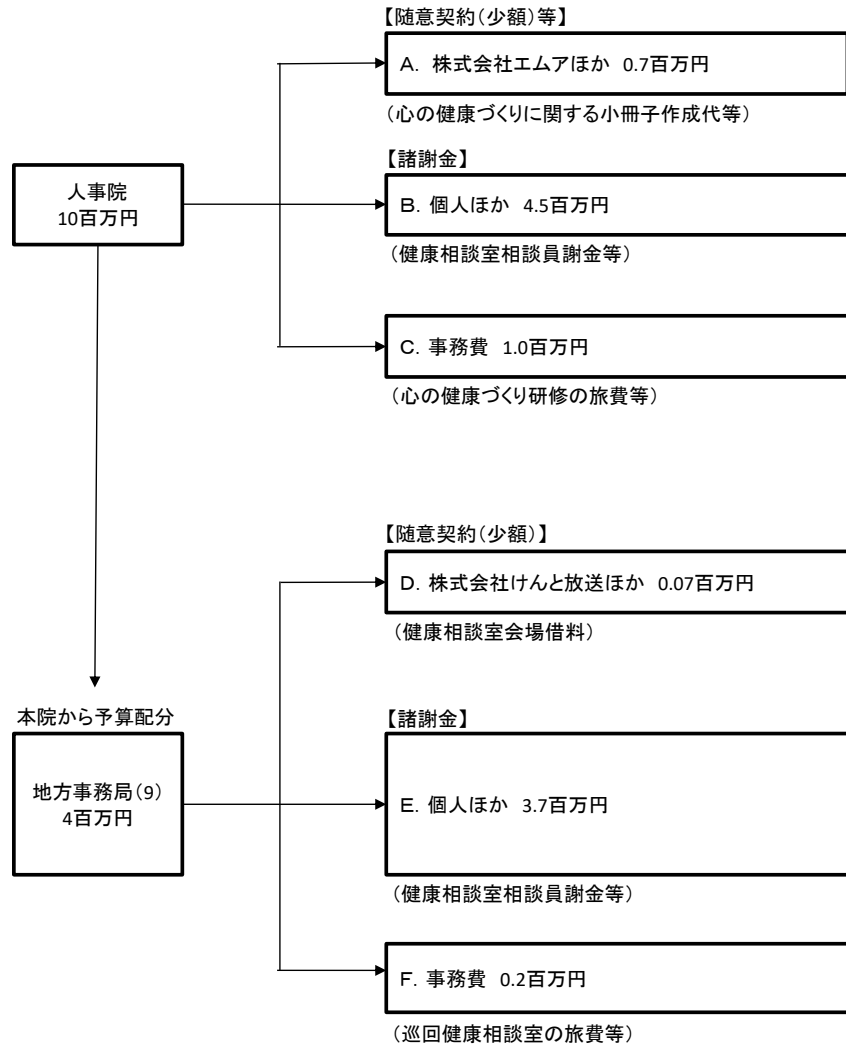 【随意契約(少額)等】
A. 株式会社エムアほか 0.7百万円
(心の健康づくりに関する小冊子作成代等)
【諸謝金】
人事院
10百万円
B. 個人ほか 4.5百万円
(健康相談室相談員謝金等)
C. 事務費 1.0百万円
(心の健康づくり研修の旅費等)
【随意契約(少額)】
D. 株式会社けんと放送ほか 0.07百万円
(健康相談室会場借料)
本院から予算配分
【諸謝金】
地方事務局(9)
4百万円
E. 個人ほか 3.7百万円
(健康相談室相談員謝金等)
F. 事務費 0.2百万円
(巡回健康相談室の旅費等)